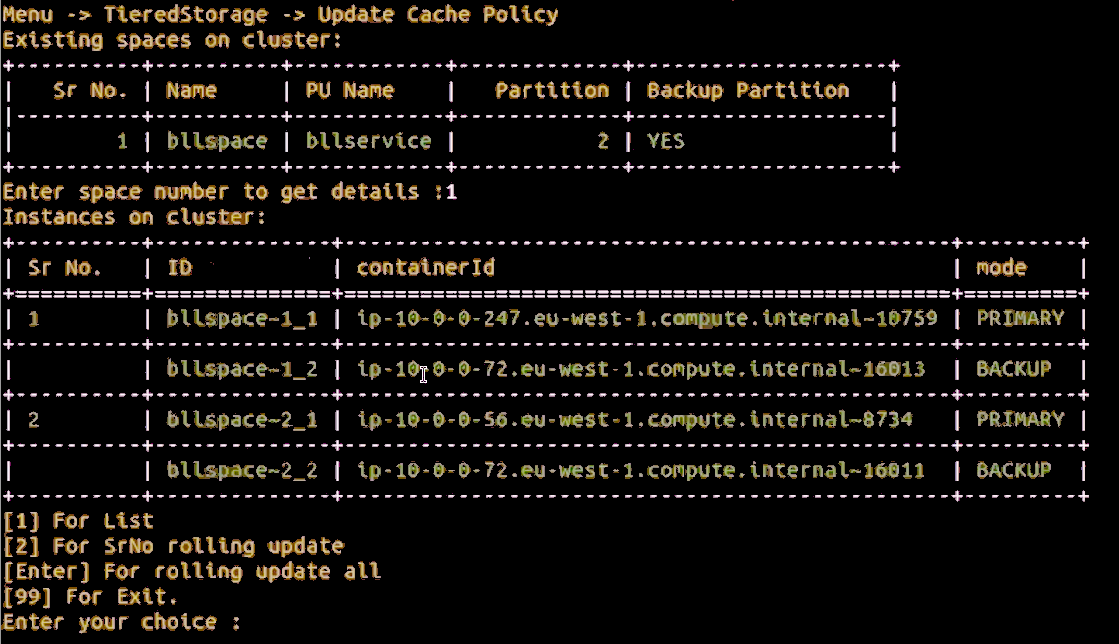 Menu -> TieredStorage -> Update Cache Policy
Existing spaces on cluster:
Sr No. | Name | PU Name | Partition | Backup Partition
1 | bllspace | bllservice | 2 | YES
Enter space number to get details :1
Instances on cluster:
Sr No. | ID | containerId | mode
1 | bllspace~1_1 | ip-10-0-0-247.eu-west-1.compute.internal~10759 | PRIMARY
| bllspace~1_2 | ip-10-0-0-72.eu-west-1.compute.internal~16013 | BACKUP
2 | bllspace~2_1 | ip-10-0-0-56.eu-west-1.compute.internal~8734 | PRIMARY
| bllspace~2_2 | ip-10-0-0-72.eu-west-1.compute.internal~16011 | BACKUP
[1] For List
[2] For SrNo rolling update
[Enter] For rolling update all
[99] For Exit.
Enter your choice :